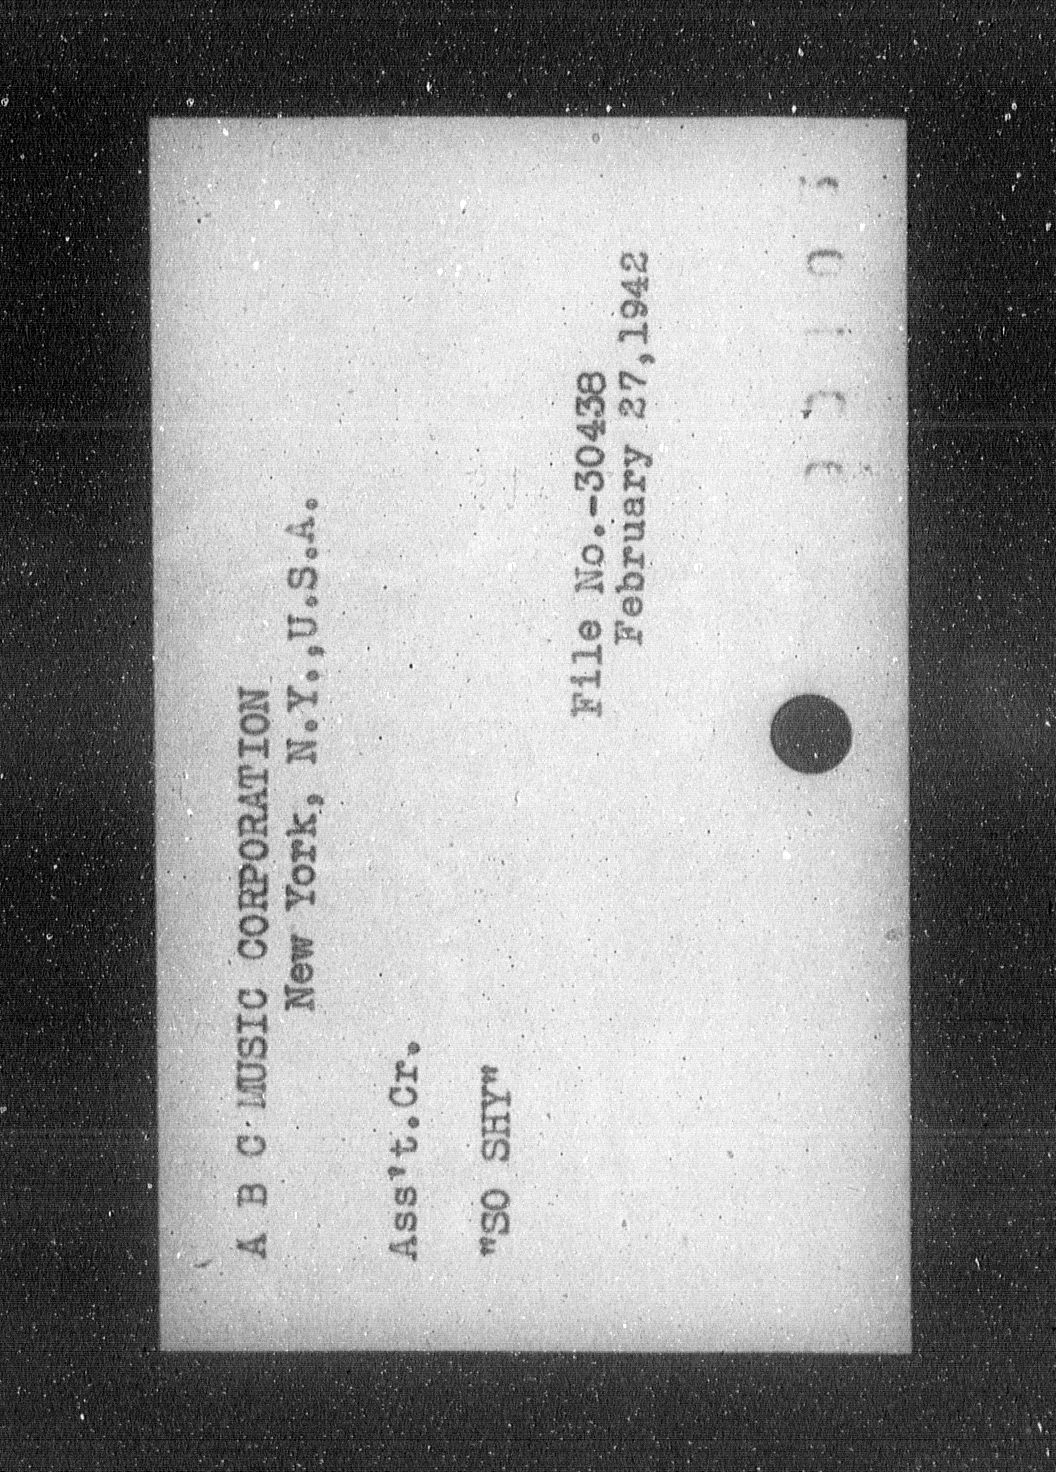 A B C MUSIC CORPORATION
New York, N.Y.,U.S.A.
Ass't.Cr.
"SO SHY"
File No.-30438
February 27,1942